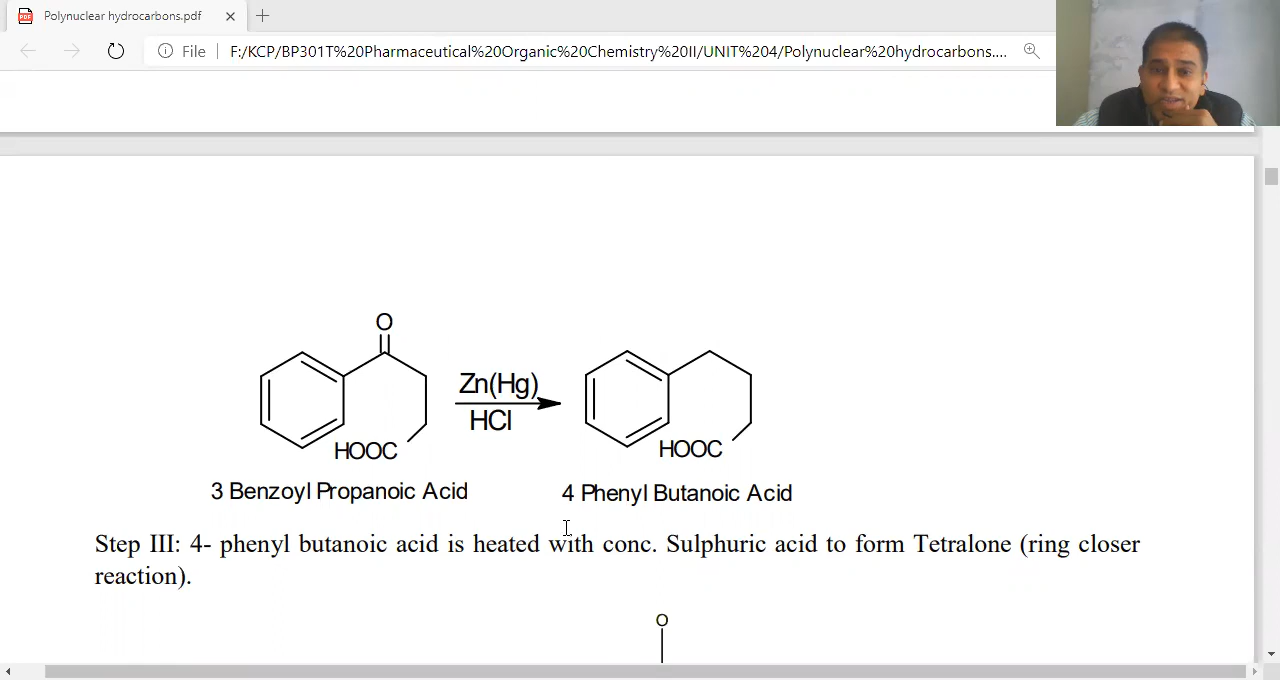 Polynuclear hydrocarbons.pdf
File F:/KCP/BP301T%20Pharmaceutical%20Organic%20Chemistry%20II/UNIT%204/Polynuclear%20hydrocarbons....
O
Zn(Hg)
HCl
HOOC
HOOC
3 Benzoyl Propanoic Acid
4 Phenyl Butanoic Acid
Step III: 4- phenyl butanoic acid is heated with conc. Sulphuric acid to form Tetralone (ring closer
reaction).
O